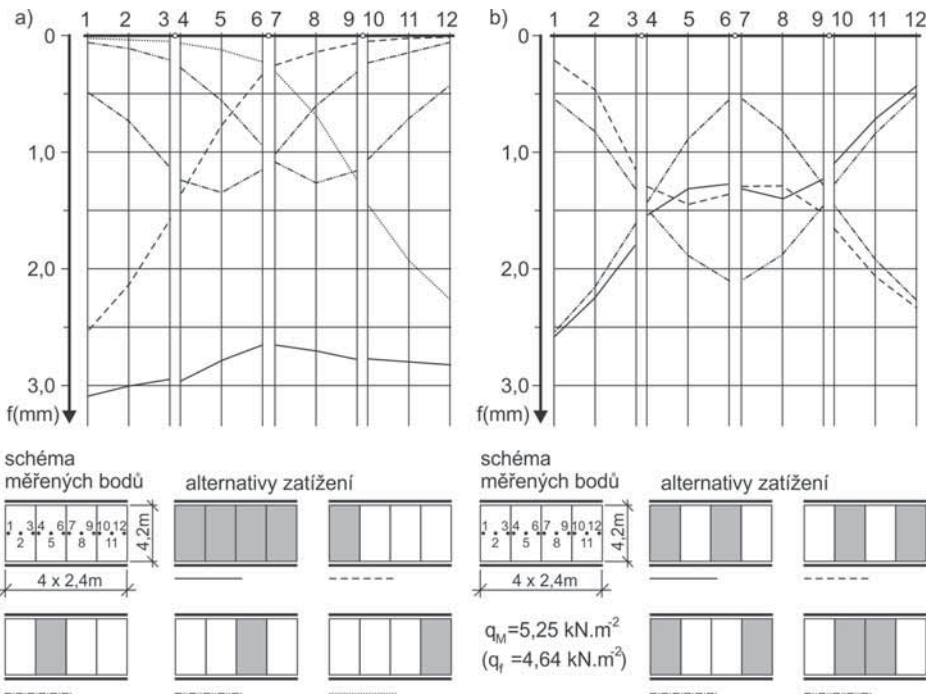 a)
1 2 3 4 5 6 7 8 9 10 11 12
0
1,0
2,0
3,0
f(mm)
b)
1 2 3 4 5 6 7 8 9 10 11 12
0
1,0
2,0
3,0
f(mm)
schéma
měřených bodů
alternativy zatížení
1 3 4 6 7 9 10 12
2 5 8 11
4,2m
4 x 2,4m
schéma
měřených bodů
alternativy zatížení
1 3 4 6 7 9 10 12
2 5 8 11
4,2m
4 x 2,4m
qM=5,25 kN.m-2
(qf=4,64 kN.m-2)